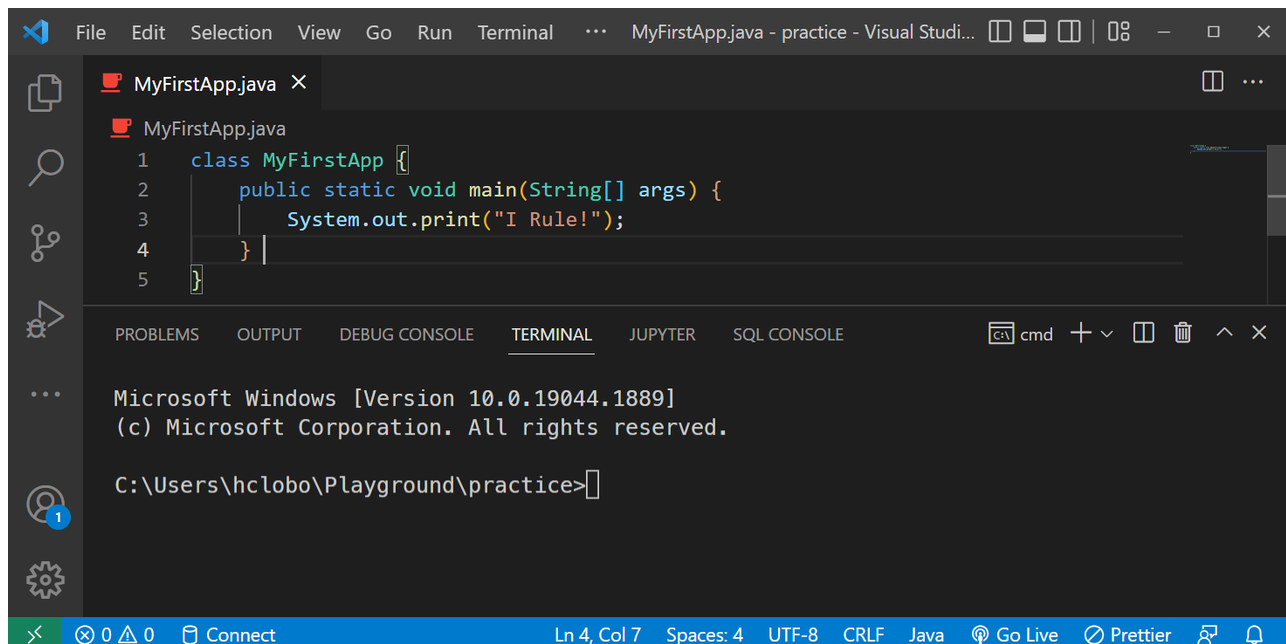 File Edit Selection View Go Run Terminal ··· MyFirstApp.java - practice - Visual Studi...
MyFirstApp.java
MyFirstApp.java
1 class MyFirstApp {
2 public static void main(String[] args) {
3 System.out.print("I Rule!");
4 }
5 }
PROBLEMS OUTPUT DEBUG CONSOLE TERMINAL JUPYTER SQL CONSOLE cmd
Microsoft Windows [Version 10.0.19044.1889]
(c) Microsoft Corporation. All rights reserved.
C:\Users\hclobo\Playground\practice>
1
0 0 Connect Ln 4, Col 7 Spaces: 4 UTF-8 CRLF Java Go Live Prettier